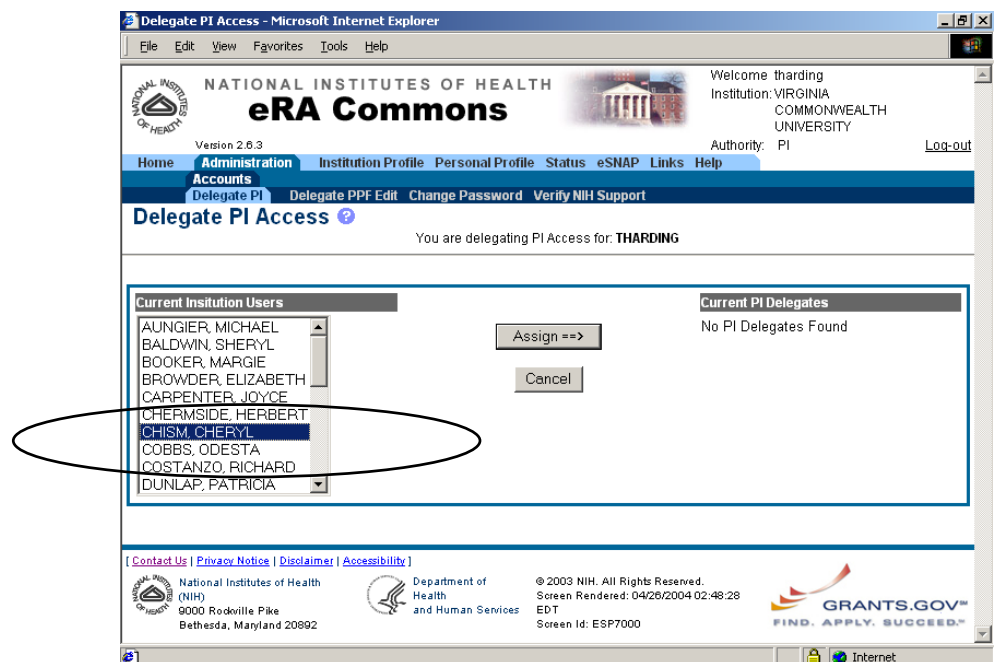 Delegate PI Access - Microsoft Internet Explorer
File Edit View Favorites Tools Help
NATIONAL INSTITUTES OF HEALTH
eRA Commons
Version 2.6.3
NATIONAL INSTITUTES OF HEALTH
Welcome tharding
Institution: VIRGINIA
COMMONWEALTH
UNIVERSITY
Authority: PI
Log-out
Home Administration Institution Profile Personal Profile Status eSNAP Links Help
Accounts
Delegate PI Delegate PPF Edit Change Password Verify NIH Support
Delegate PI Access ?
You are delegating PI Access for: THARDING
Current Insitution Users
AUNGIER, MICHAEL
BALDWIN, SHERYL
BOOKER, MARGIE
BROWDER, ELIZABETH
CARPENTER, JOYCE
CHERMSIDE, HERBERT
CHISM, CHERYL
COBBS, ODESTA
COSTANZO, RICHARD
DUNLAP, PATRICIA
Assign ==>
Cancel
Current PI Delegates
No PI Delegates Found
[ Contact Us | Privacy Notice | Disclaimer | Accessibility ]
National Institutes of Health
(NIH)
9000 Rockville Pike
Bethesda, Maryland 20892
Department of
Health
and Human Services
© 2003 NIH. All Rights Reserved.
Screen Rendered: 04/26/2004 02:48:28
EDT
Screen Id: ESP7000
GRANTS.GOV℠
FIND. APPLY. SUCCEED.℠
Internet